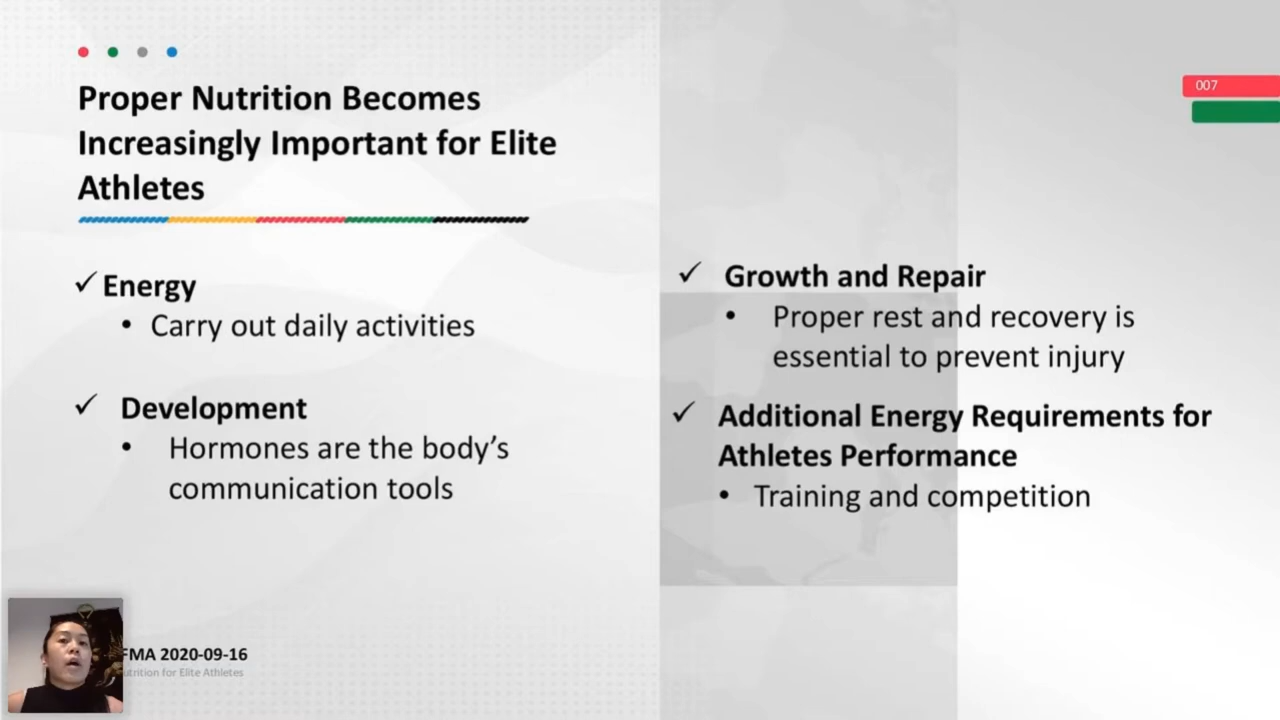 Proper Nutrition Becomes
Increasingly Important for Elite
Athletes
007
✓ Energy
• Carry out daily activities
✓ Development
• Hormones are the body's
communication tools
✓ Growth and Repair
• Proper rest and recovery is
essential to prevent injury
✓ Additional Energy Requirements for
Athletes Performance
• Training and competition
FMA 2020-09-16
for Elite Athletes